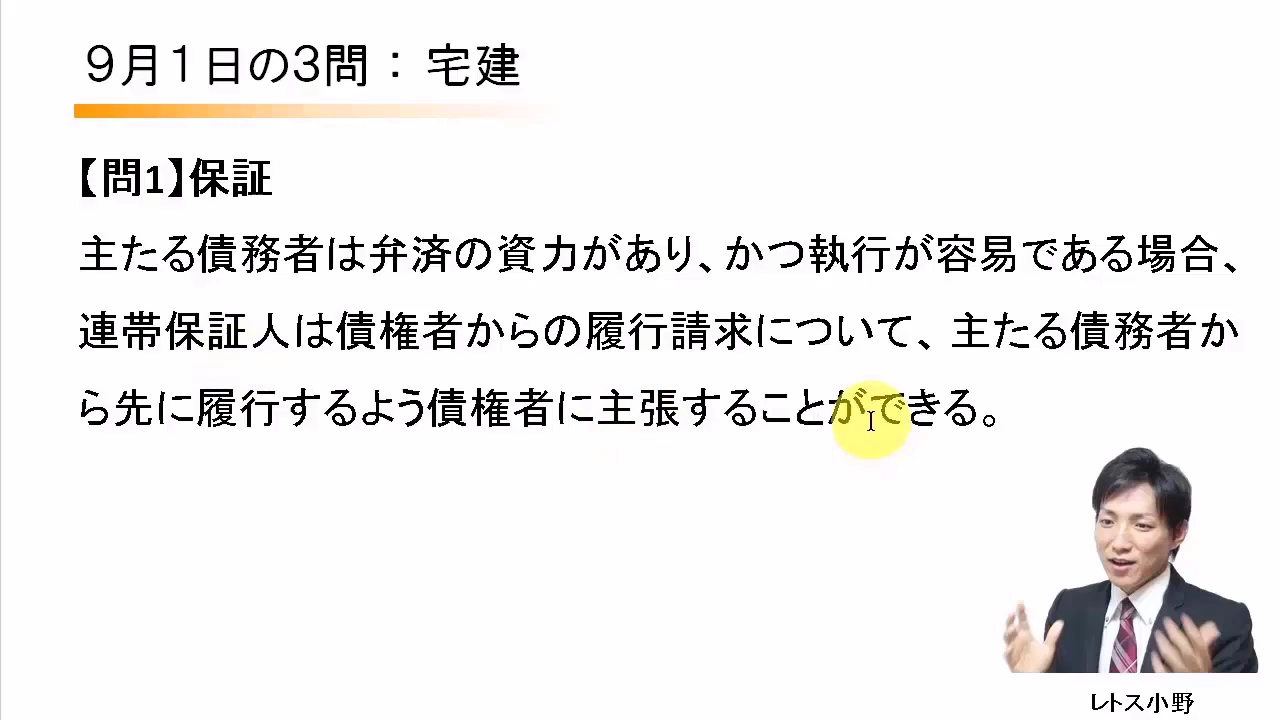 ９月１日の３問：宅建
【問1】保証
主たる債務者は弁済の資力があり、かつ執行が容易である場合、
連帯保証人は債権者からの履行請求について、主たる債務者か
ら先に履行するよう債権者に主張することができる。
レトス小野